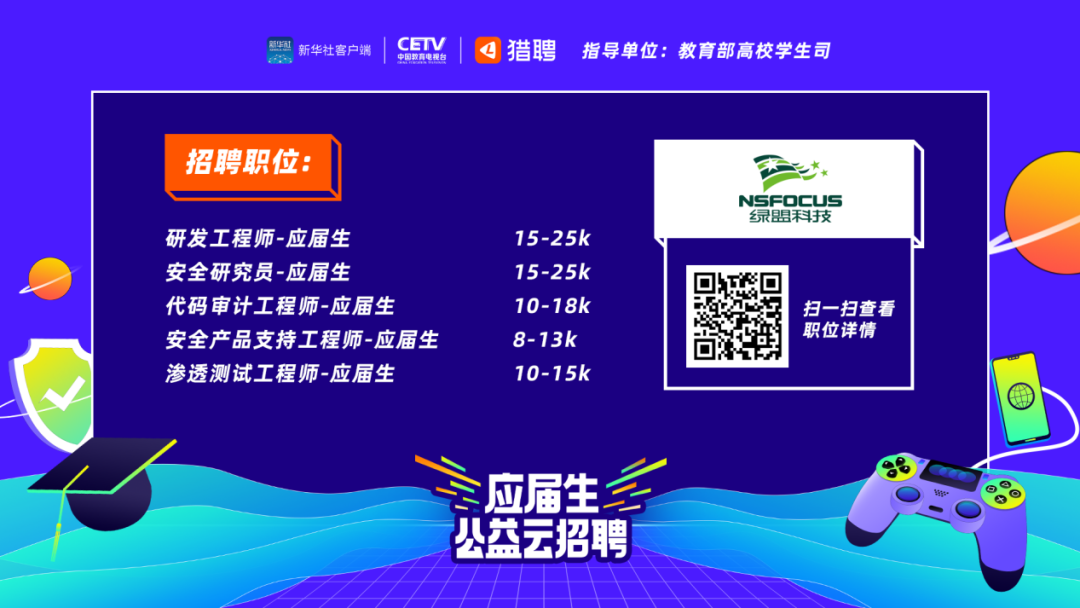 新华社
新华社客户端
CETV
中国教育电视台
猎聘
指导单位：教育部高校学生司
招聘职位：
研发工程师-应届生 15-25k
安全研究员-应届生 15-25k
代码审计工程师-应届生 10-18k
安全产品支持工程师-应届生 8-13k
渗透测试工程师-应届生 10-15k
NSFOCUS
绿盟科技
扫一扫查看
职位详情
应届生
公益云招聘